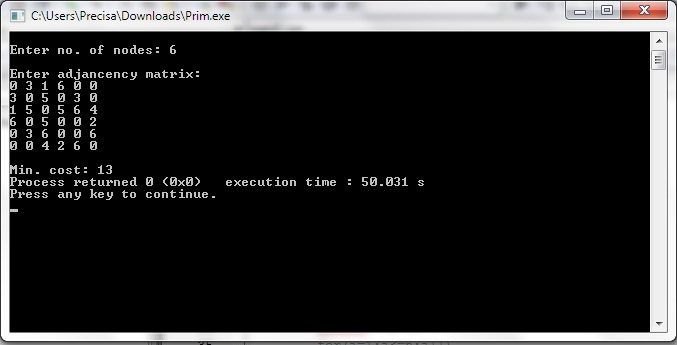 C:\Users\Precisa\Downloads\Prim.exe
Enter no. of nodes: 6
Enter adjancency matrix:
0 3 1 6 0 0
3 0 5 0 3 0
1 5 0 5 6 4
6 0 5 0 0 2
0 3 6 0 0 6
0 0 4 2 6 0
Min. cost: 13
Process returned 0 (0x0)   execution time : 50.031 s
Press any key to continue.